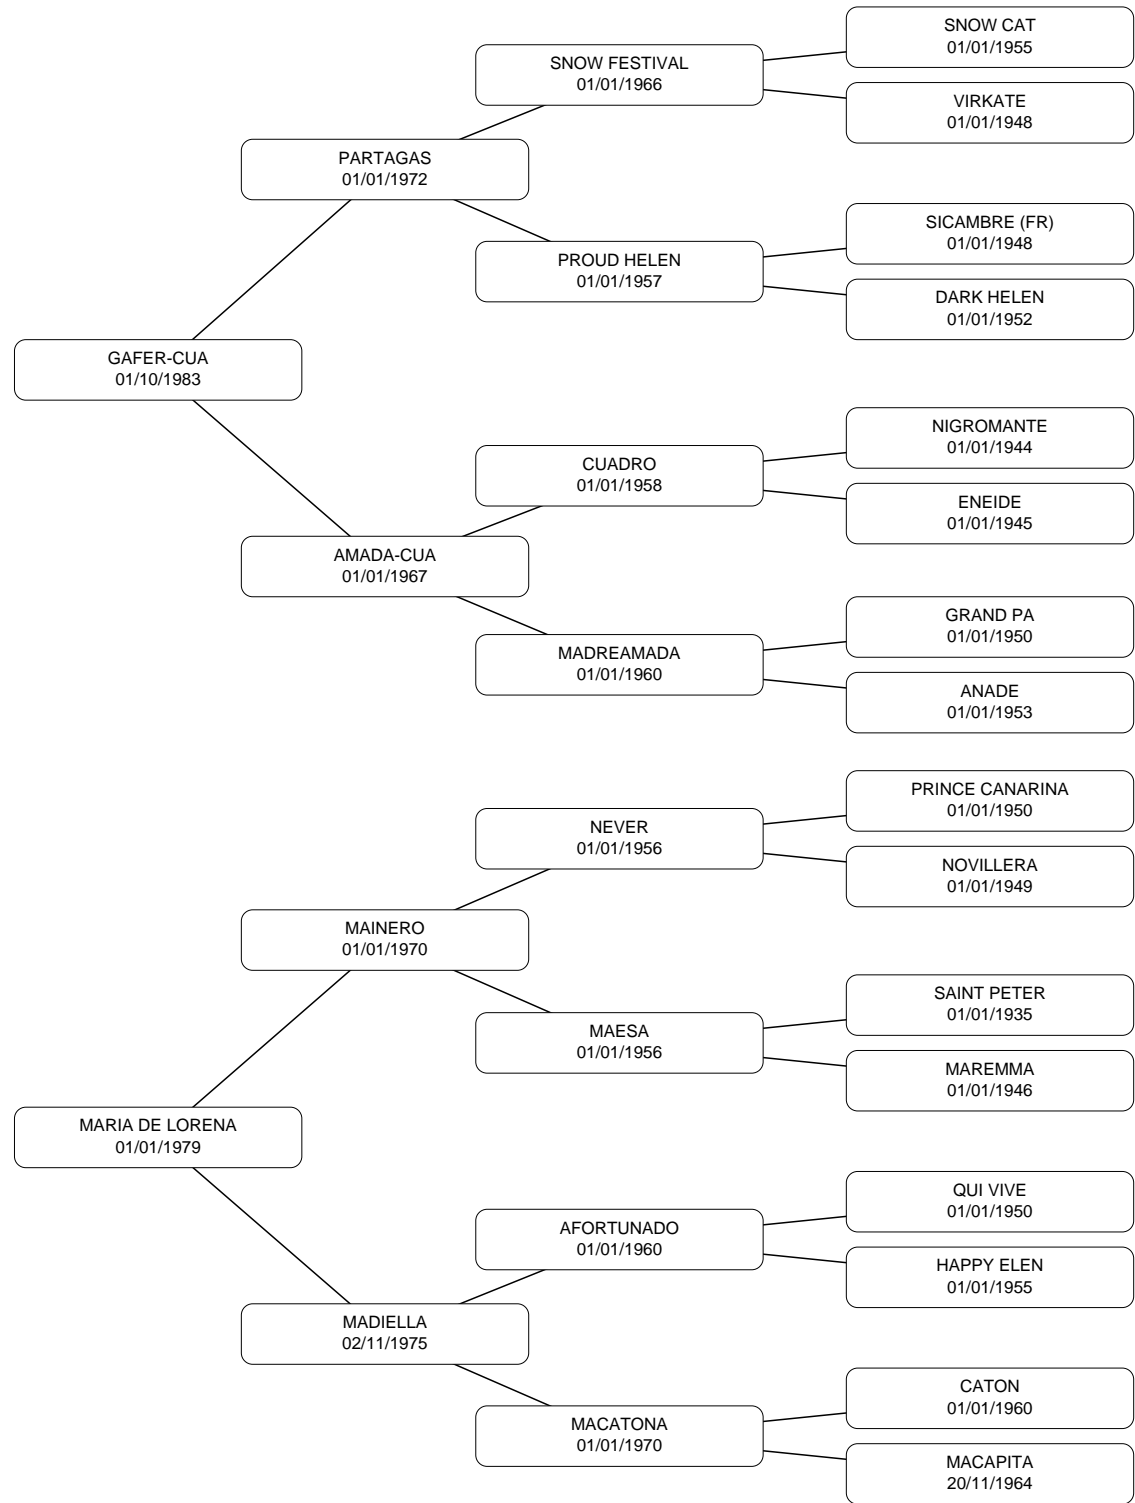 SNOW CAT
01/01/1955
SNOW FESTIVAL
01/01/1966
VIRKATE
01/01/1948
PARTAGAS
01/01/1972
SICAMBRE (FR)
01/01/1948
PROUD HELEN
01/01/1957
DARK HELEN
01/01/1952
GAFER-CUA
01/10/1983
NIGROMANTE
01/01/1944
CUADRO
01/01/1958
ENEIDE
01/01/1945
AMADA-CUA
01/01/1967
GRAND PA
01/01/1950
MADREAMADA
01/01/1960
ANADE
01/01/1953
PRINCE CANARINA
01/01/1950
NEVER
01/01/1956
NOVILLERA
01/01/1949
MAINERO
01/01/1970
SAINT PETER
01/01/1935
MAESA
01/01/1956
MAREMMA
01/01/1946
MARIA DE LORENA
01/01/1979
QUI VIVE
01/01/1950
AFORTUNADO
01/01/1960
HAPPY ELEN
01/01/1955
MADIELLA
02/11/1975
CATON
01/01/1960
MACATONA
01/01/1970
MACAPITA
20/11/1964